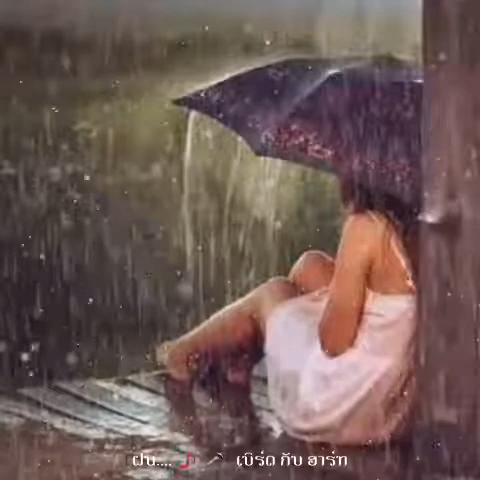 ฝน.... 🎵 🎤 เบิร์ด กับ ฮาร์ท